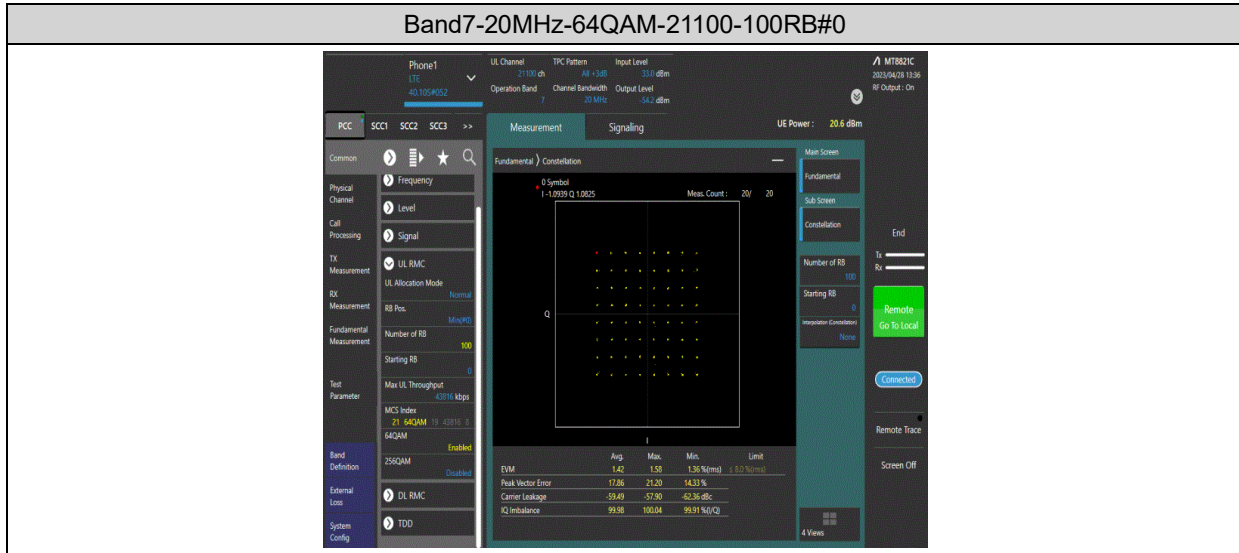 Band7-20MHz-64QAM-21100-100RB#0
Phone1
LTE
40.10S#052
UL Channel
21100 ch
TPC Pattern
All +3dB
Input Level
33.0 dBm
Operation Band
7
Channel Bandwidth
20 MHz
Output Level
-54.2 dBm
MT8821C
2023/04/28 13:36
RF Output : On
PCC SCC1 SCC2 SCC3 >>
Measurement Signaling
UE Power : 20.6 dBm
Common
Physical
Channel
Call
Processing
TX
Measurement
RX
Measurement
Fundamental
Measurement
Test
Parameter
Band
Definition
External
Loss
System
Config
Frequency
Level
Signal
UL RMC
UL Allocation Mode
Normal
RB Pos.
Min(#0)
Number of RB
100
Starting RB
0
Max UL Throughput
43816 kbps
MCS Index
21 64QAM 19 43816 8
64QAM
Enabled
256QAM
Disabled
DL RMC
TDD
Fundamental ⟩ Constellation
0 Symbol
I -1.0939 Q 1.0825
Meas. Count : 20/ 20
Q
I
Avg. Max. Min. Limit
EVM 1.42 1.58 1.36 %(rms) ≤ 8.0 %(rms)
Peak Vector Error 17.86 21.20 14.33 %
Carrier Leakage -59.49 -57.90 -62.36 dBc
IQ Imbalance 99.98 100.04 99.91 %(I/Q)
Main Screen
Fundamental
Sub Screen
Constellation
Number of RB
100
Starting RB
0
Interpolation (Constellation)
None
4 Views
End
Tx
Rx
Remote
Go To Local
Connected
Remote Trace
Screen Off